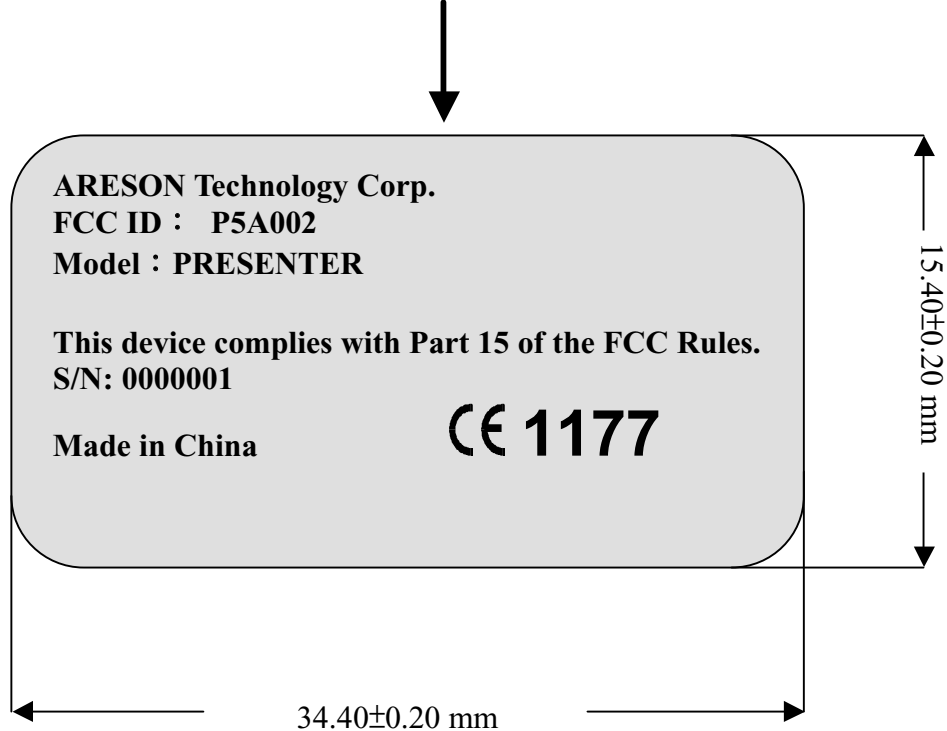 ARESON Technology Corp.
FCC ID： P5A002
Model：PRESENTER
This device complies with Part 15 of the FCC Rules.
S/N: 0000001
Made in China
CE 1177
15.40±0.20 mm
34.40±0.20 mm